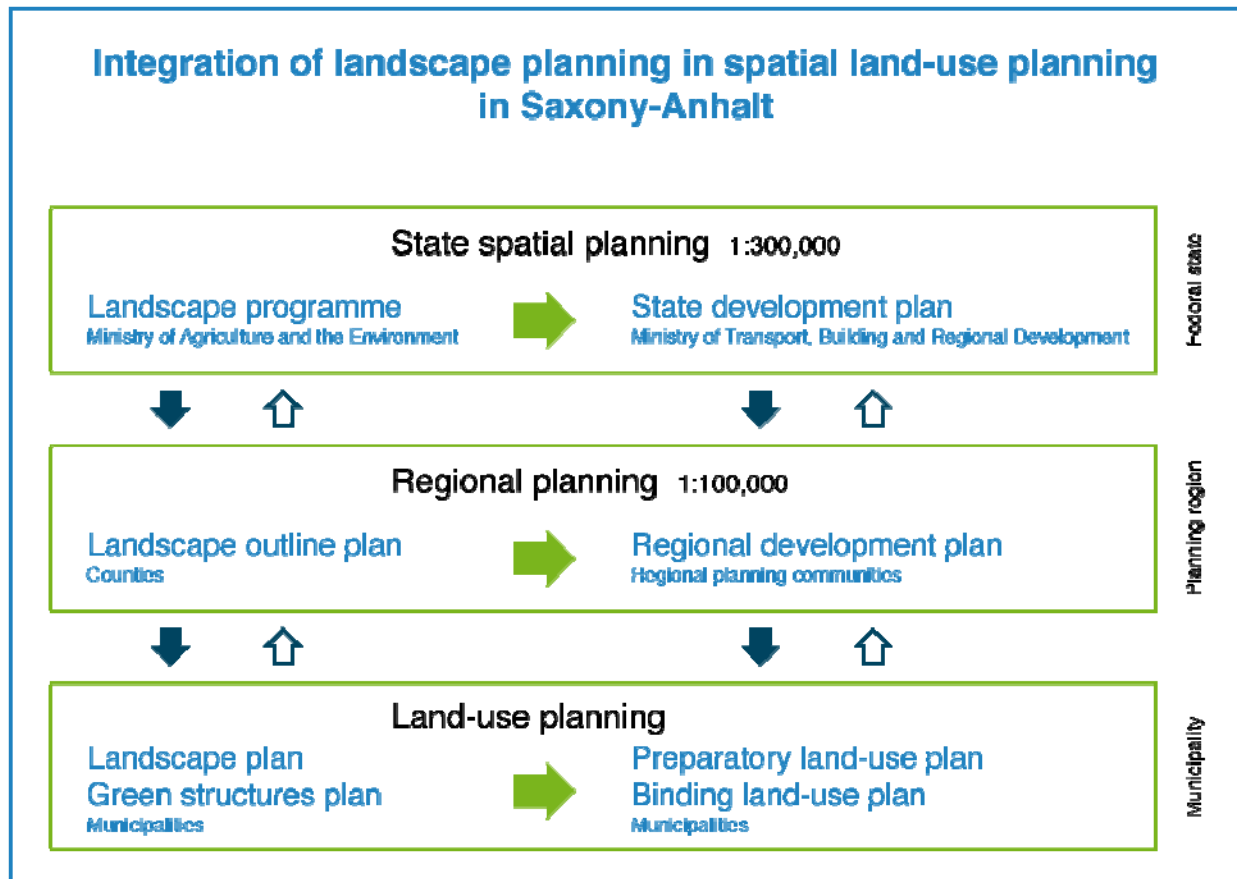 Integration of landscape planning in spatial land-use planning
in Saxony-Anhalt
State spatial planning 1:300,000
Landscape programme
Ministry of Agriculture and the Environment
State development plan
Ministry of Transport, Building and Regional Development
Federal state
Regional planning 1:100,000
Landscape outline plan
Counties
Regional development plan
Regional planning communities
Planning region
Land-use planning
Landscape plan
Green structures plan
Municipalities
Preparatory land-use plan
Binding land-use plan
Municipalities
Municipality